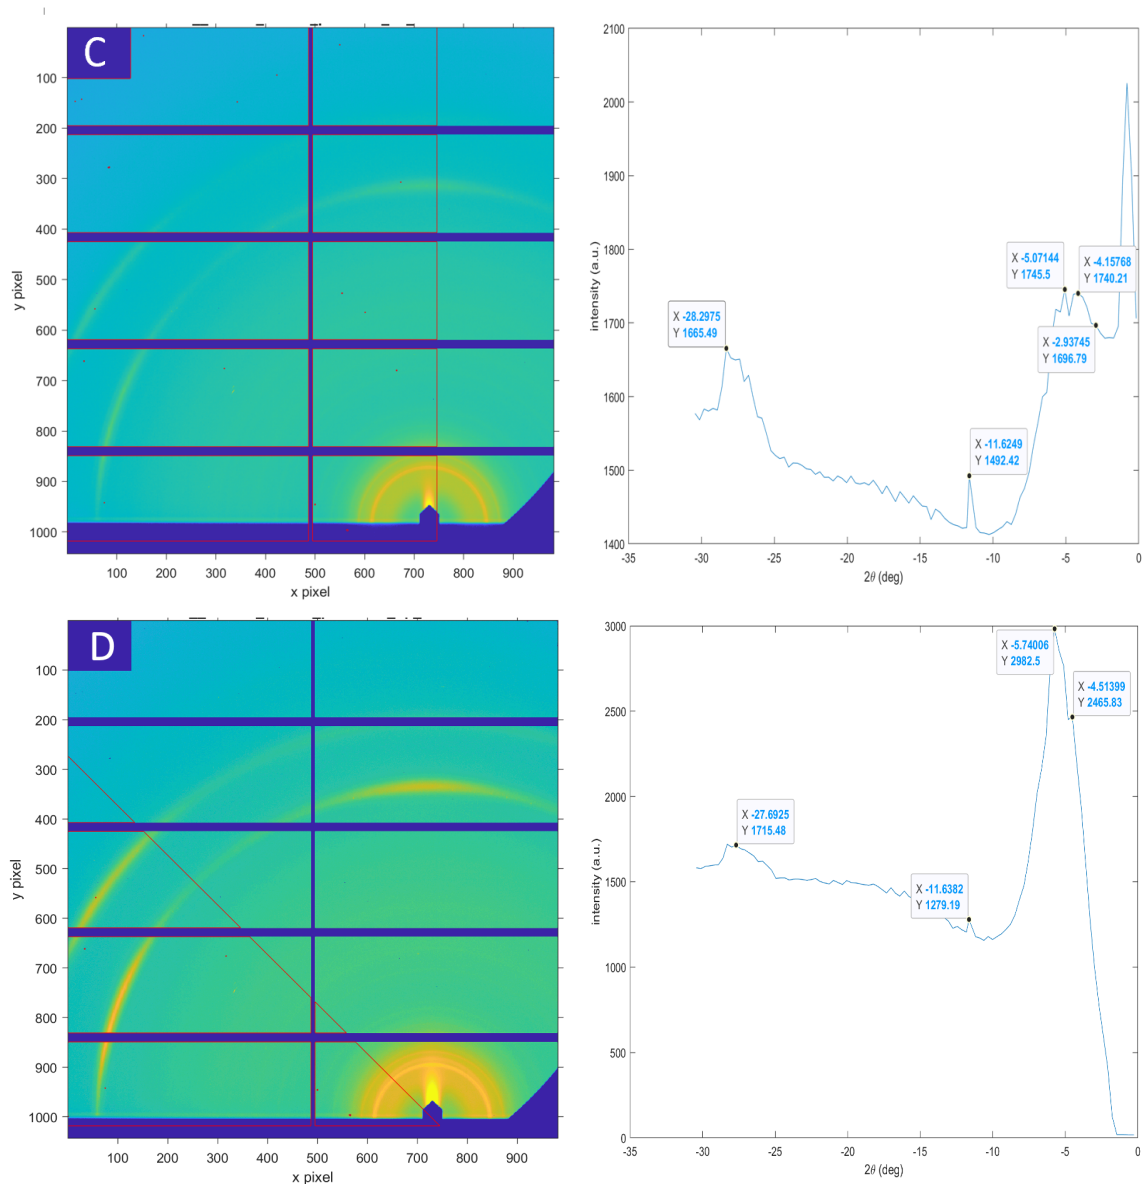 C
100
200
300
400
500
600
700
800
900
1000
y pixel
100 200 300 400 500 600 700 800 900
x pixel
2100
2000
1900
1800
1700
1600
1500
1400
intensity (a.u.)
X -5.07144
Y 1745.5
X -4.15768
Y 1740.21
X -28.2975
Y 1665.49
X -2.93745
Y 1696.79
X -11.6249
Y 1492.42
-35 -30 -25 -20 -15 -10 -5 0
2θ (deg)
D
100
200
300
400
500
600
700
800
900
1000
y pixel
100 200 300 400 500 600 700 800 900
x pixel
3000
2500
2000
1500
1000
500
0
intensity (a.u.)
X -5.74006
Y 2982.5
X -4.51399
Y 2465.83
X -27.6925
Y 1715.48
X -11.6382
Y 1279.19
-35 -30 -25 -20 -15 -10 -5 0
2θ (deg)